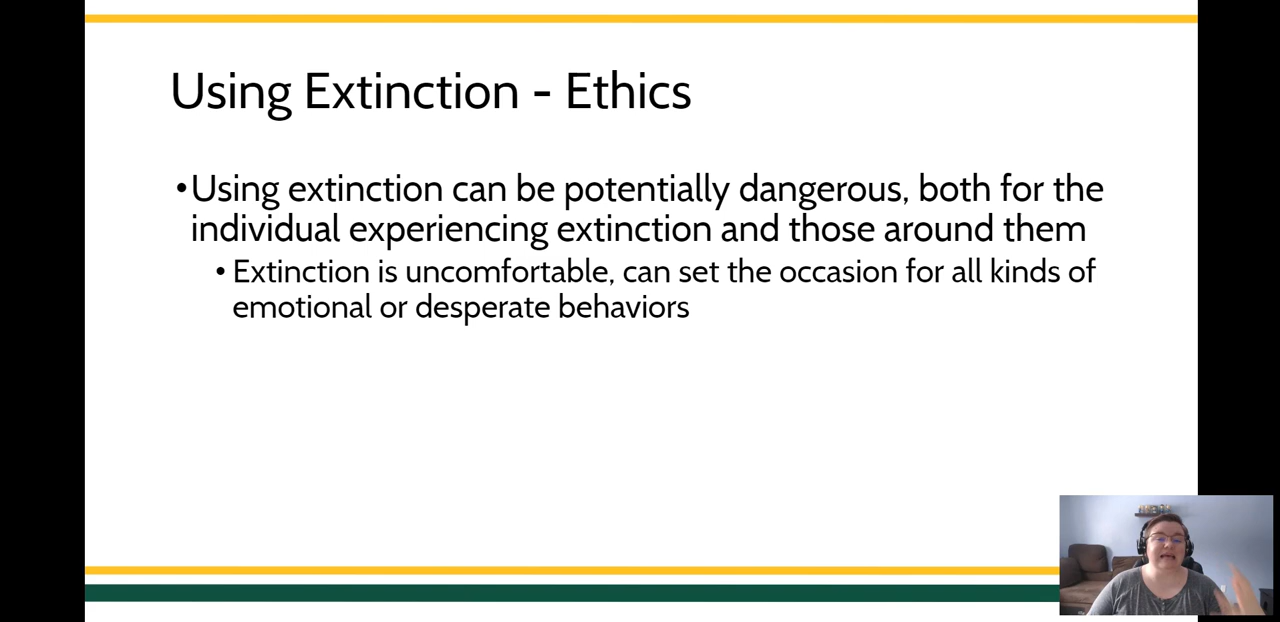 Using Extinction - Ethics
•Using extinction can be potentially dangerous, both for the
individual experiencing extinction and those around them
•Extinction is uncomfortable, can set the occasion for all kinds of
emotional or desperate behaviors